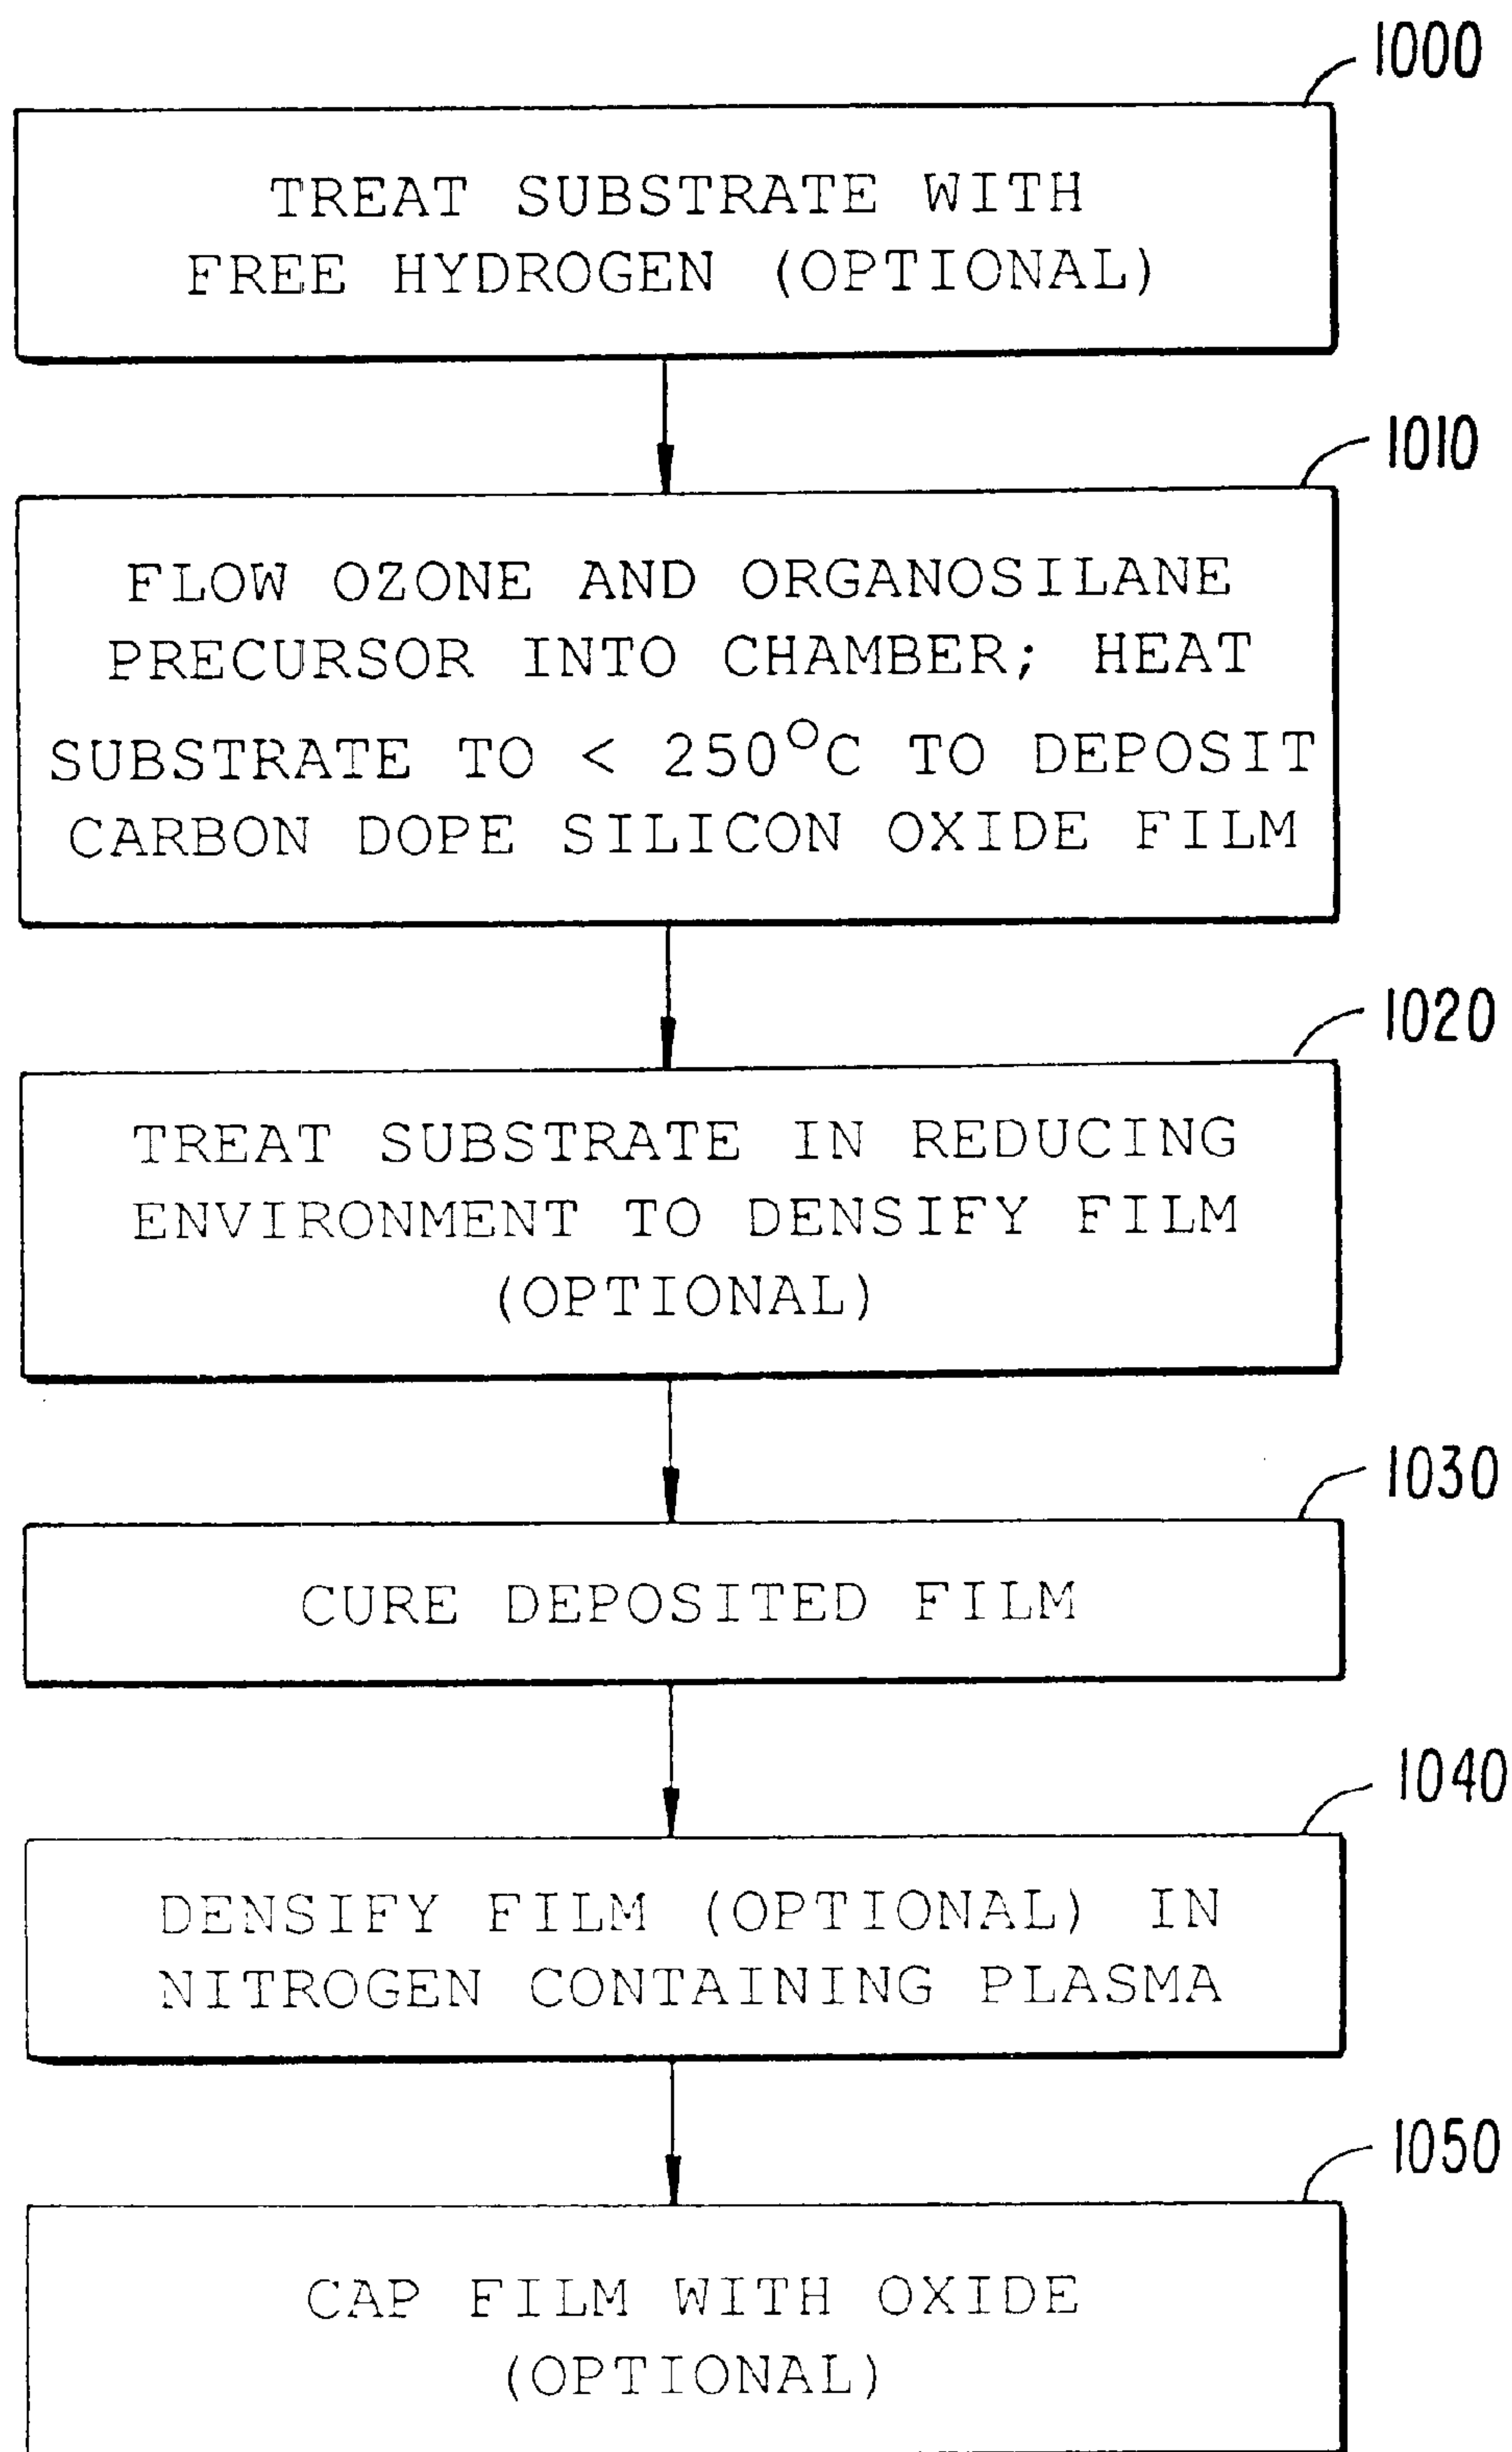 1000
TREAT SUBSTRATE WITH
FREE HYDROGEN (OPTIONAL)
1010
FLOW OZONE AND ORGANOSILANE
PRECURSOR INTO CHAMBER; HEAT
SUBSTRATE TO < 250°C TO DEPOSIT
CARBON DOPE SILICON OXIDE FILM
1020
TREAT SUBSTRATE IN REDUCING
ENVIRONMENT TO DENSIFY FILM
(OPTIONAL)
1030
CURE DEPOSITED FILM
1040
DENSIFY FILM (OPTIONAL) IN
NITROGEN CONTAINING PLASMA
1050
CAP FILM WITH OXIDE
(OPTIONAL)